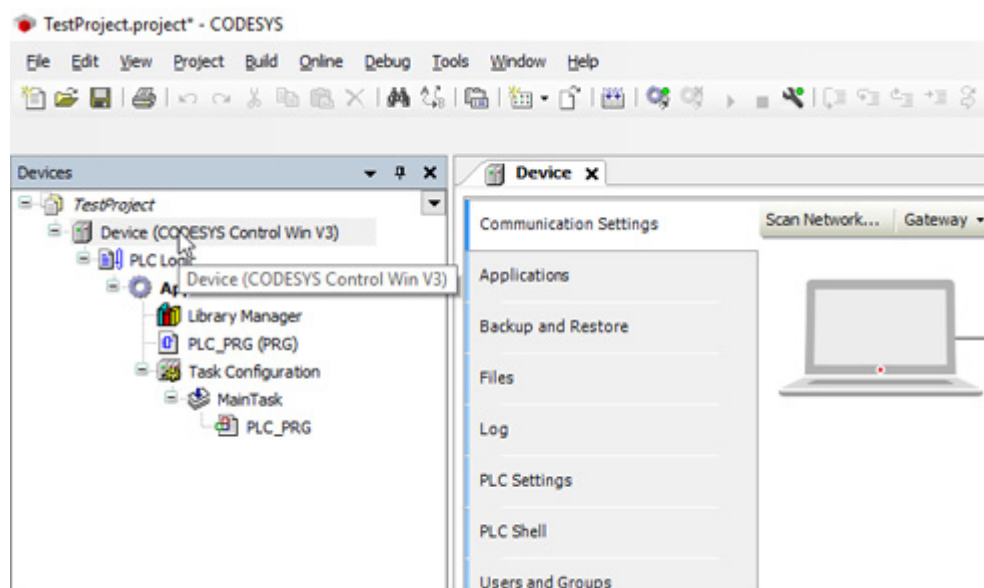 TestProject.project* - CODESYS
File Edit View Project Build Online Debug Tools Window Help
Devices
Device
TestProject
Device (CODESYS Control Win V3)
PLC Logic
Device (CODESYS Control Win V3)
Library Manager
PLC_PRG (PRG)
Task Configuration
MainTask
PLC_PRG
Communication Settings
Scan Network... Gateway
Applications
Backup and Restore
Files
Log
PLC Settings
PLC Shell
Users and Groups